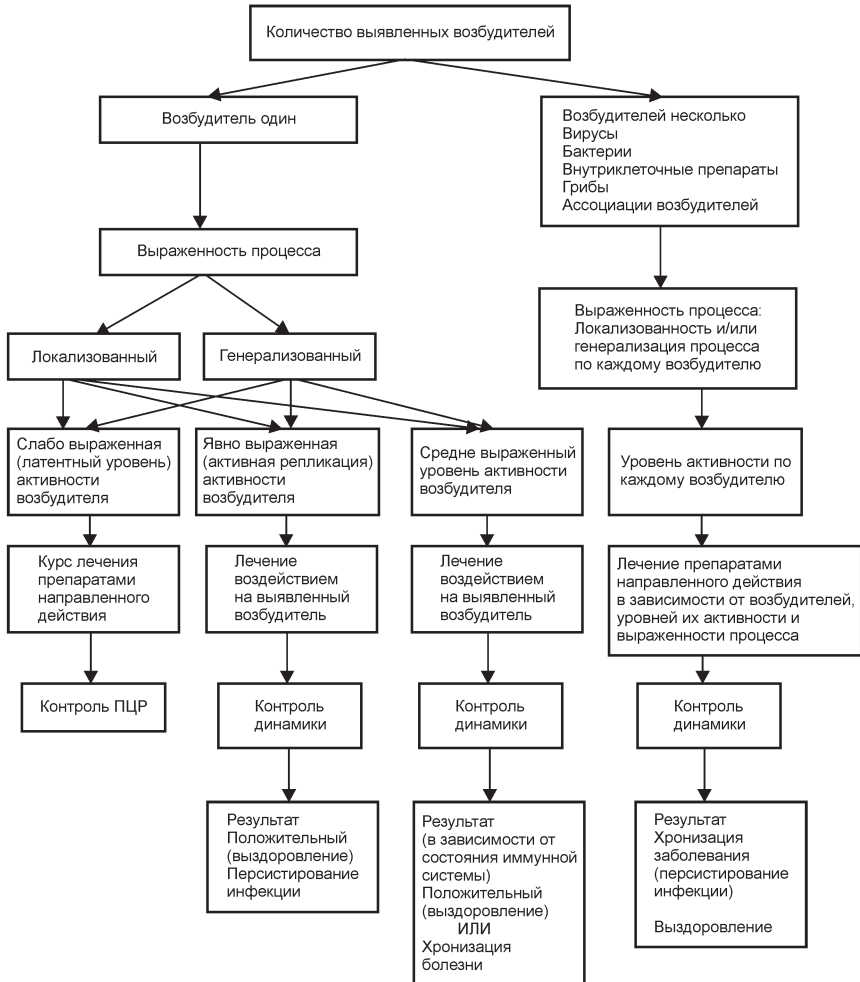 Количество выявленных возбудителей
Возбудитель один
Возбудителей несколько
Вирусы
Бактерии
Внутриклеточные препараты
Грибы
Ассоциации возбудителей
Выраженность процесса
Выраженность процесса:
Локализованность и/или
генерализация процесса
по каждому возбудителю
Локализованный
Генерализованный
Слабо выраженная
(латентный уровень)
активности
возбудителя
Явно выраженная
(активная репликация)
активности
возбудителя
Средне выраженный
уровень активности
возбудителя
Уровень активности по
каждому возбудителю
Курс лечения
препаратами
направленного
действия
Лечение
воздействием
на выявленный
возбудитель
Лечение
воздействием
на выявленный
возбудитель
Лечение препаратами
направленного действия
в зависимости от возбудителей,
уровней их активности и
выраженности процесса
Контроль ПЦР
Контроль
динамики
Контроль
динамики
Контроль
динамики
Результат
Положительный
(выздоровление)
Персистирование
инфекции
Результат
(в зависимости от
состояния иммунной
системы)
Положительный
(выздоровление)
ИЛИ
Хронизация
болезни
Результат
Хронизация
заболевания
(персистирование
инфекции)
Выздоровление